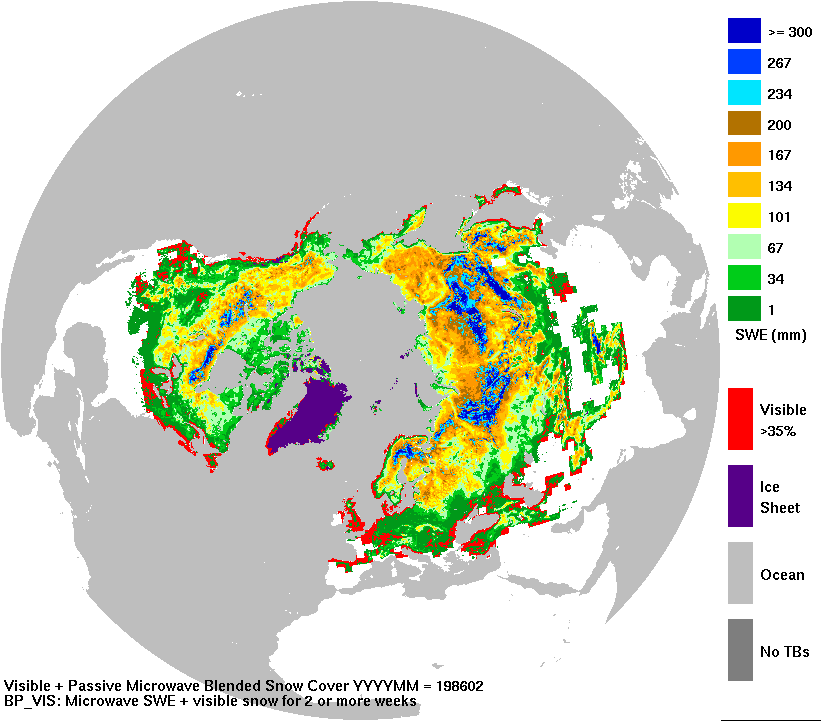 >= 300
267
234
200
167
134
101
67
34
1
SWE (mm)
Visible
>35%
Ice
Sheet
Ocean
No TBs
Visible + Passive Microwave Blended Snow Cover YYYYMM = 198602
BP_VIS: Microwave SWE + visible snow for 2 or more weeks